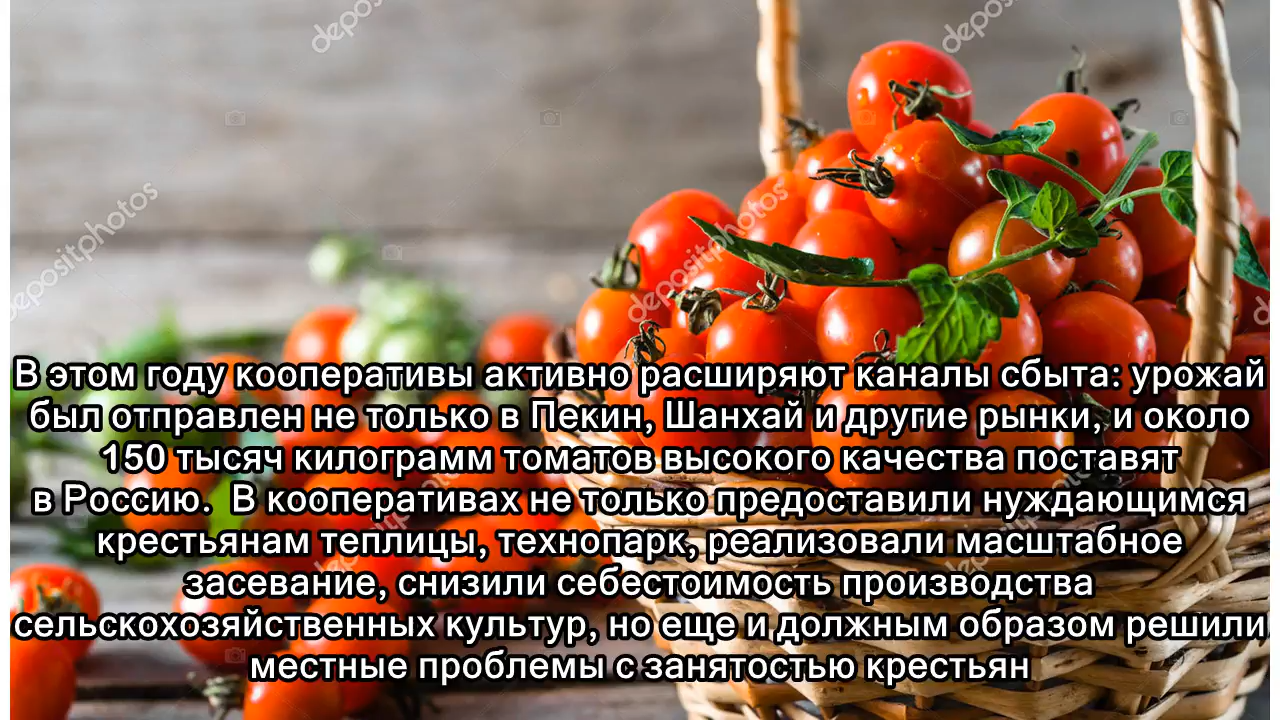 depositphotos
В этом году кооперативы активно расширяют каналы сбыта: урожай
был отправлен не только в Пекин, Шанхай и другие рынки, и около
150 тысяч килограмм томатов высокого качества поставят
в Россию.  В кооперативах не только предоставили нуждающимся
крестьянам теплицы, технопарк, реализовали масштабное
засевание, снизили себестоимость производства
сельскохозяйственных культур, но еще и должным образом решили
местные проблемы с занятостью крестьян